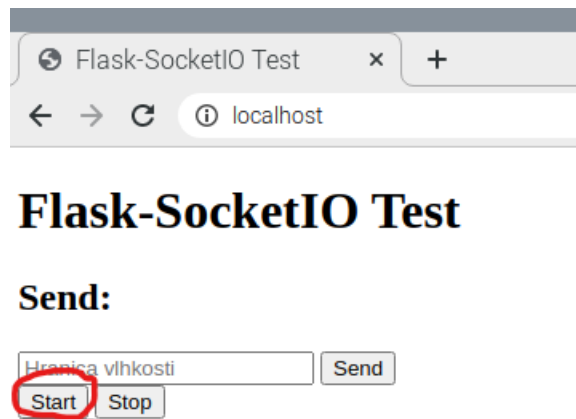 Flask-SocketIO Test × +
localhost
Flask-SocketIO Test
Send:
Hranica vlhkosti Send
Start Stop